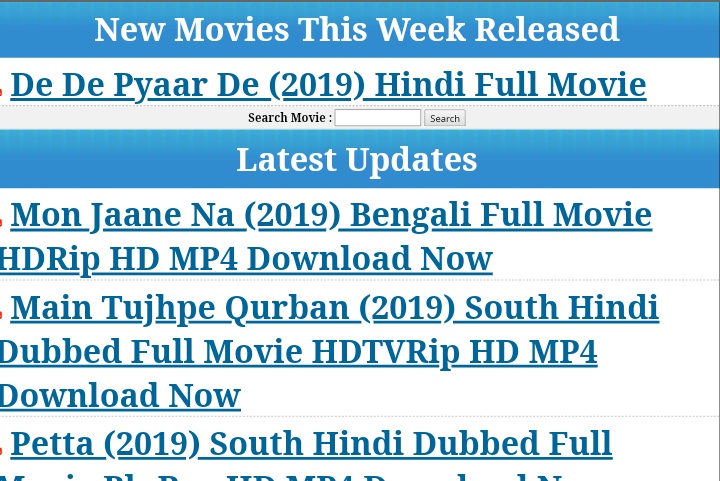 New Movies This Week Released
De De Pyaar De (2019) Hindi Full Movie
Search Movie : Search
Latest Updates
Mon Jaane Na (2019) Bengali Full Movie
HDRip HD MP4 Download Now
Main Tujhpe Qurban (2019) South Hindi
Dubbed Full Movie HDTVRip HD MP4
Download Now
Petta (2019) South Hindi Dubbed Full